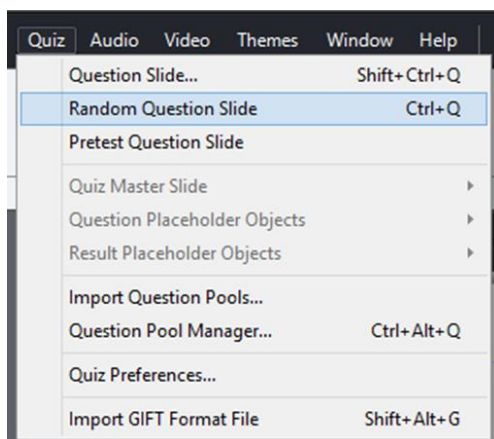 Quiz Audio Video Themes Window Help
Question Slide... Shift+Ctrl+Q
Random Question Slide Ctrl+Q
Pretest Question Slide
Quiz Master Slide
Question Placeholder Objects
Result Placeholder Objects
Import Question Pools...
Question Pool Manager... Ctrl+Alt+Q
Quiz Preferences...
Import GIFT Format File Shift+Alt+G